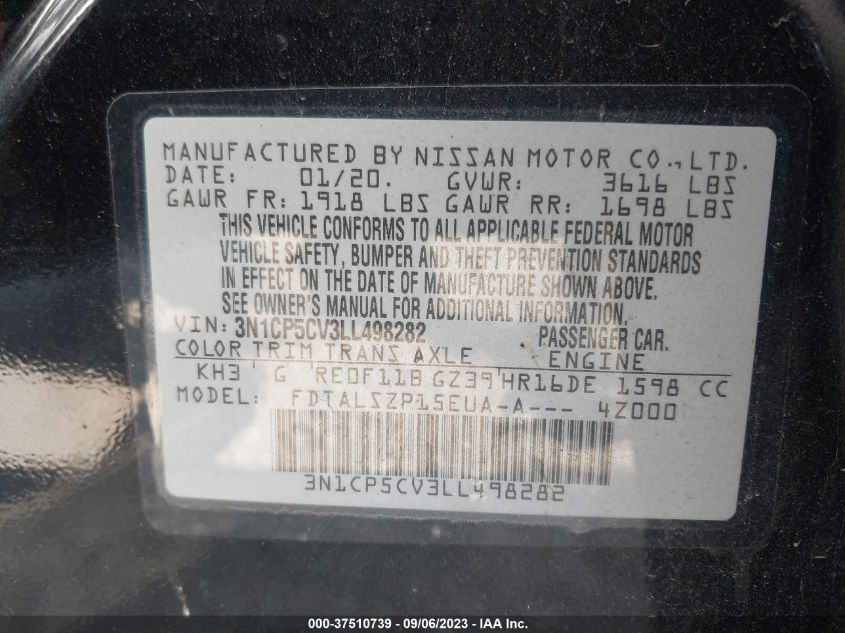 MANUFACTURED BY NISSAN MOTOR CO., LTD.
DATE: 01/20. GVWR: 3616 LBS
GAWR FR: 1918 LBS GAWR RR: 1698 LBS
THIS VEHICLE CONFORMS TO ALL APPLICABLE FEDERAL MOTOR
VEHICLE SAFETY, BUMPER AND THEFT PREVENTION STANDARDS
IN EFFECT ON THE DATE OF MANUFACTURE SHOWN ABOVE.
SEE OWNER'S MANUAL FOR ADDITIONAL INFORMATION.
VIN: 3N1CP5CV3LL498282 PASSENGER CAR.
COLOR TRIM TRANS AXLE ENGINE
KH3 G RE0F11B GZ39 HR16DE 1598 CC
MODEL: FDTALSZP15EUA-A--- 4Z000
3N1CP5CV3LL498282
000-37510739 - 09/06/2023 - IAA Inc.